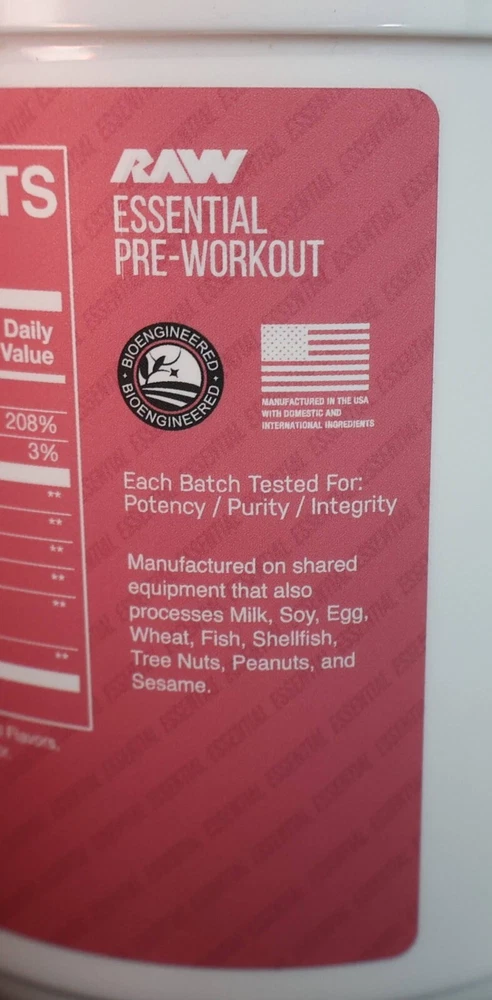 TS
Daily
Value
208%
3%
**
**
**
**
**
**
Flavors,
RAW
ESSENTIAL
PRE-WORKOUT
BIOENGINEERED
BIOENGINEERED
MANUFACTURED IN THE USA
WITH DOMESTIC AND
INTERNATIONAL INGREDIENTS
Each Batch Tested For:
Potency / Purity / Integrity
Manufactured on shared
equipment that also
processes Milk, Soy, Egg,
Wheat, Fish, Shellfish,
Tree Nuts, Peanuts, and
Sesame.